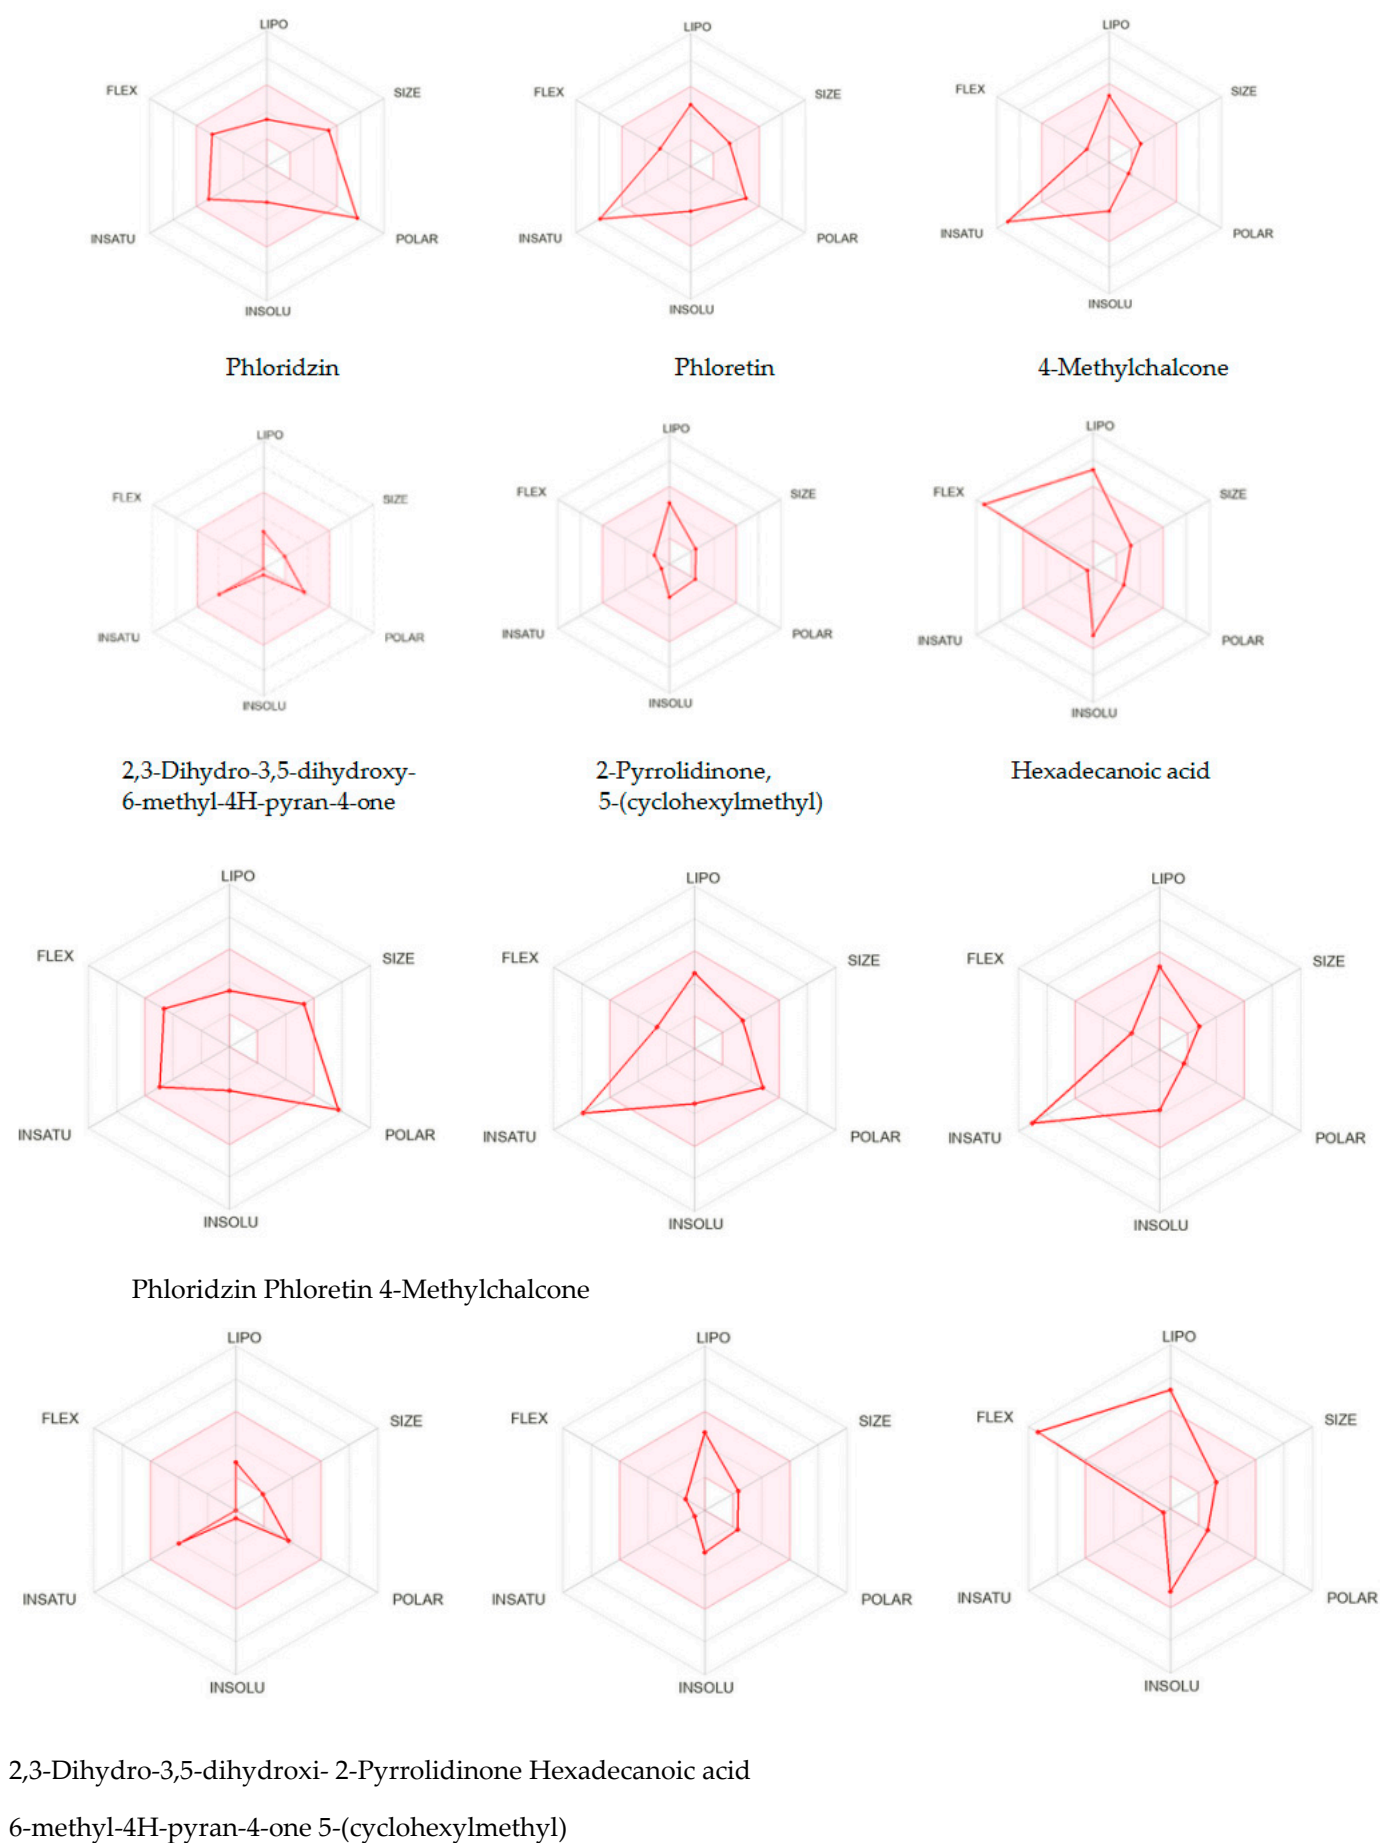 LIPO LIPO LIPO
FLEX SIZE FLEX SIZE FLEX SIZE
INSATU POLAR INSATU POLAR INSATU POLAR
INSOLU INSOLU INSOLU
Phloridzin Phloretin 4-Methylchalcone
LIPO LIPO LIPO
FLEX SIZE FLEX SIZE FLEX SIZE
INSATU POLAR INSATU POLAR INSATU POLAR
INSOLU INSOLU INSOLU
2,3-Dihydro-3,5-dihydroxy- 2-Pyrrolidinone, Hexadecanoic acid
6-methyl-4H-pyran-4-one 5-(cyclohexylmethyl)
LIPO LIPO LIPO
FLEX SIZE FLEX SIZE FLEX SIZE
INSATU POLAR INSATU POLAR INSATU POLAR
INSOLU INSOLU INSOLU
Phloridzin Phloretin 4-Methylchalcone
LIPO LIPO LIPO
FLEX SIZE FLEX SIZE FLEX SIZE
INSATU POLAR INSATU POLAR INSATU POLAR
INSOLU INSOLU INSOLU
2,3-Dihydro-3,5-dihydroxi- 2-Pyrrolidinone Hexadecanoic acid
6-methyl-4H-pyran-4-one 5-(cyclohexylmethyl)